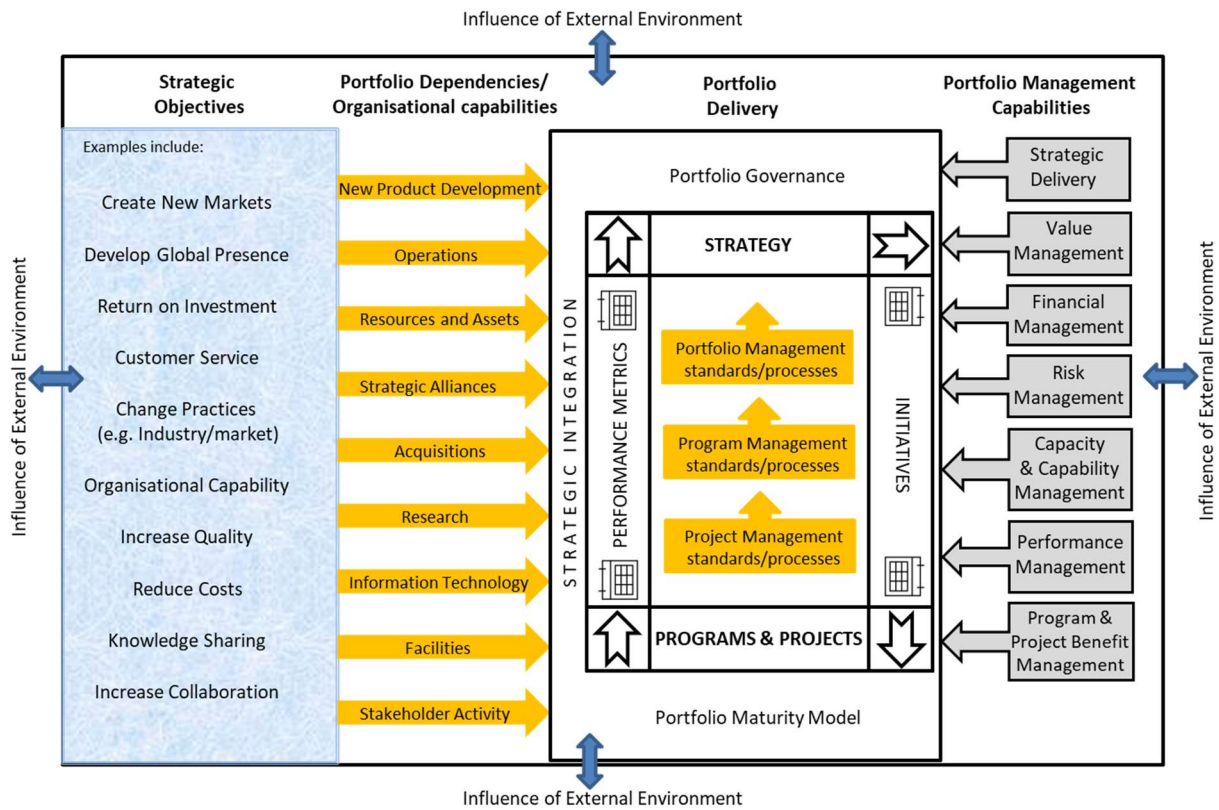 Influence of External Environment
Influence of External Environment
Strategic
Objectives
Examples include:
Create New Markets
Develop Global Presence
Return on Investment
Customer Service
Change Practices
(e.g. Industry/market)
Organisational Capability
Increase Quality
Reduce Costs
Knowledge Sharing
Increase Collaboration
Portfolio Dependencies/
Organisational capabilities
New Product Development
Operations
Resources and Assets
Strategic Alliances
Acquisitions
Research
Information Technology
Facilities
Stakeholder Activity
Portfolio
Delivery
STRATEGIC INTEGRATION
Portfolio Governance
STRATEGY
PERFORMANCE METRICS
Portfolio Management
standards/processes
Program Management
standards/processes
Project Management
standards/processes
INITIATIVES
PROGRAMS & PROJECTS
Portfolio Maturity Model
Portfolio Management
Capabilities
Strategic
Delivery
Value
Management
Financial
Management
Risk
Management
Capacity
& Capability
Management
Performance
Management
Program &
Project Benefit
Management
Influence of External Environment
Influence of External Environment